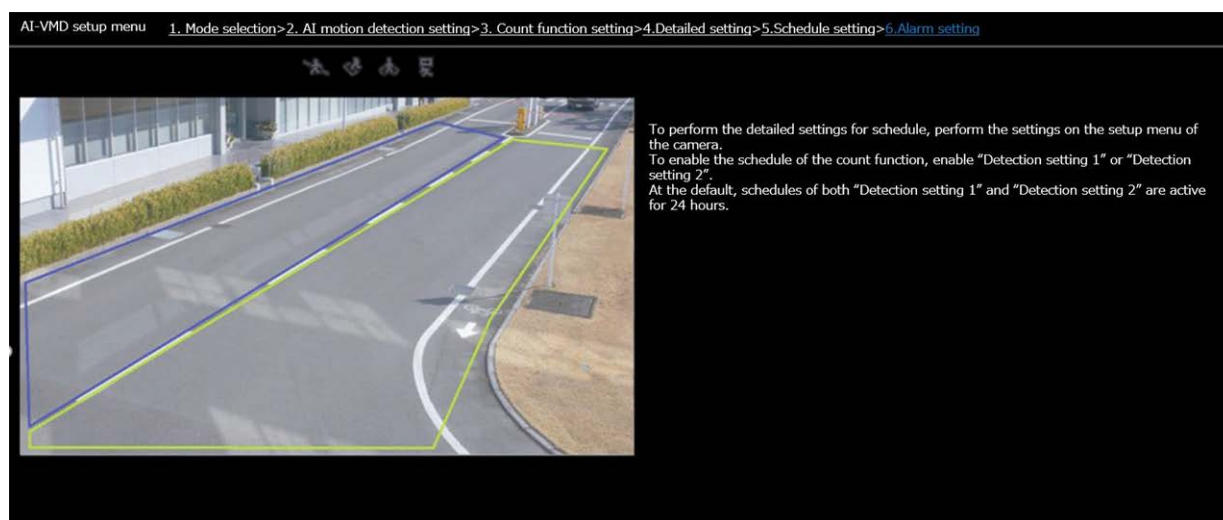 AI-VMD setup menu 1. Mode selection>2. AI motion detection setting>3. Count function setting>4.Detailed setting>5.Schedule setting>6.Alarm setting
To perform the detailed settings for schedule, perform the settings on the setup menu of
the camera.
To enable the schedule of the count function, enable “Detection setting 1” or “Detection
setting 2”.
At the default, schedules of both “Detection setting 1” and “Detection setting 2” are active
for 24 hours.